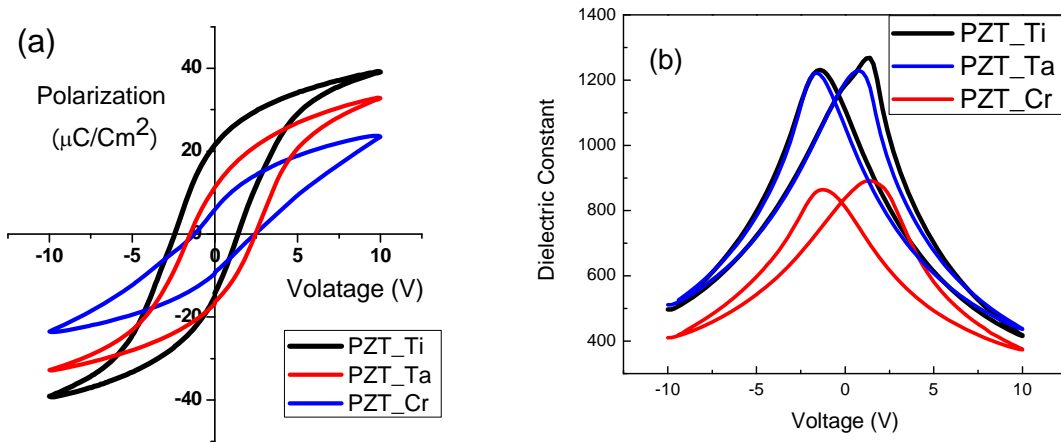 (a)
Polarization
(μC/Cm²)
40
20
-20
-40
-10
-5
0
5
10
Volatage (V)
PZT_Ti
PZT_Ta
PZT_Cr
(b)
Dielectric Constant
1400
1200
1000
800
600
400
-10
-5
0
5
10
Voltage (V)
PZT_Ti
PZT_Ta
PZT_Cr